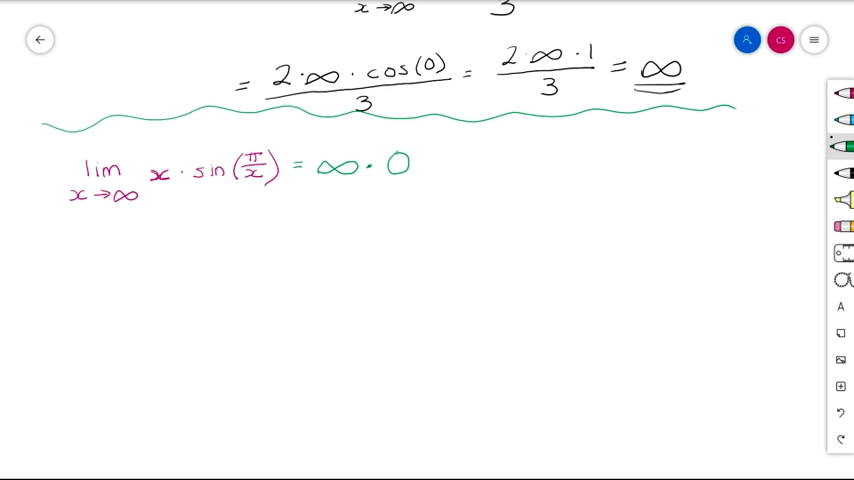 x→∞ 3
= 2·∞·cos(0)/3 = 2·∞·1/3 = ∞
lim x→∞ x · sin(π/x) = ∞ · 0
CS
A